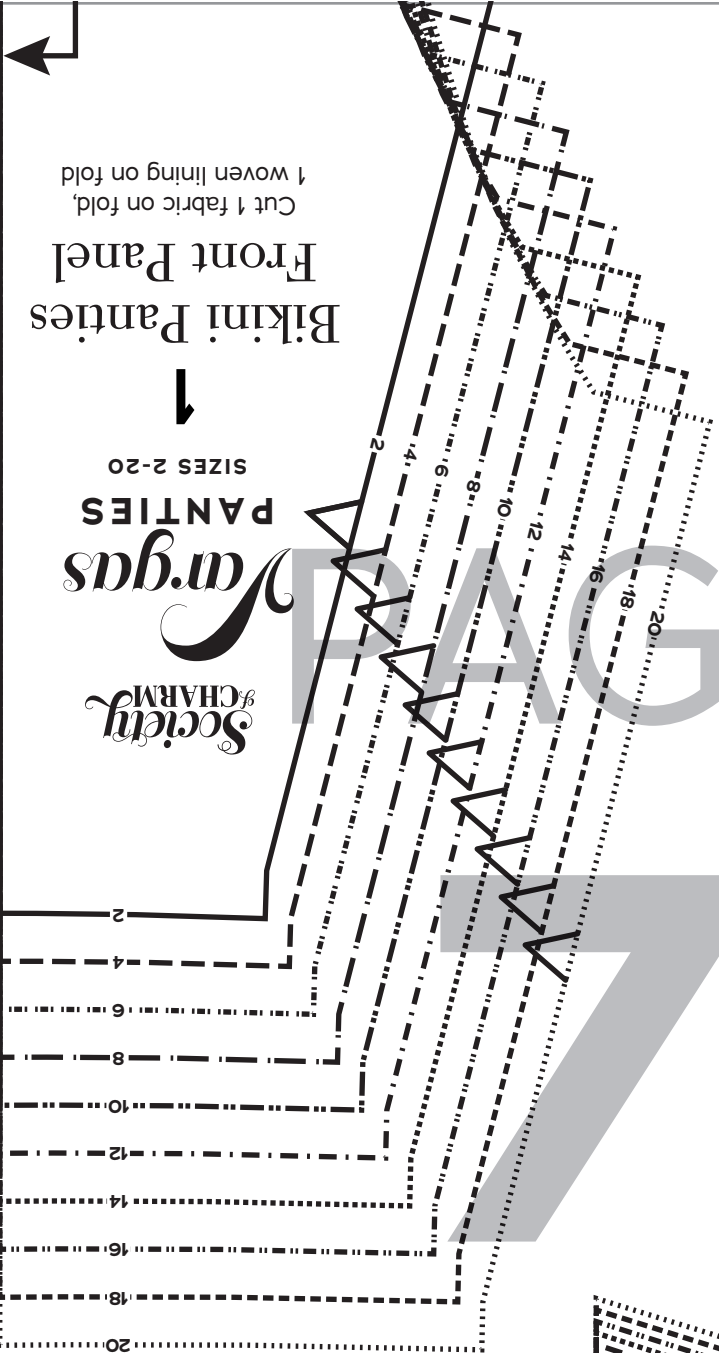 Society
of CHARM
Vargas
PANTIES
SIZES 2-20
1
Bikini Panties
Front Panel
Cut 1 fabric on fold,
1 woven lining on fold
PAG
7
2
4
6
8
10
12
14
16
18
20
2
4
6
8
10
12
14
16
18
20